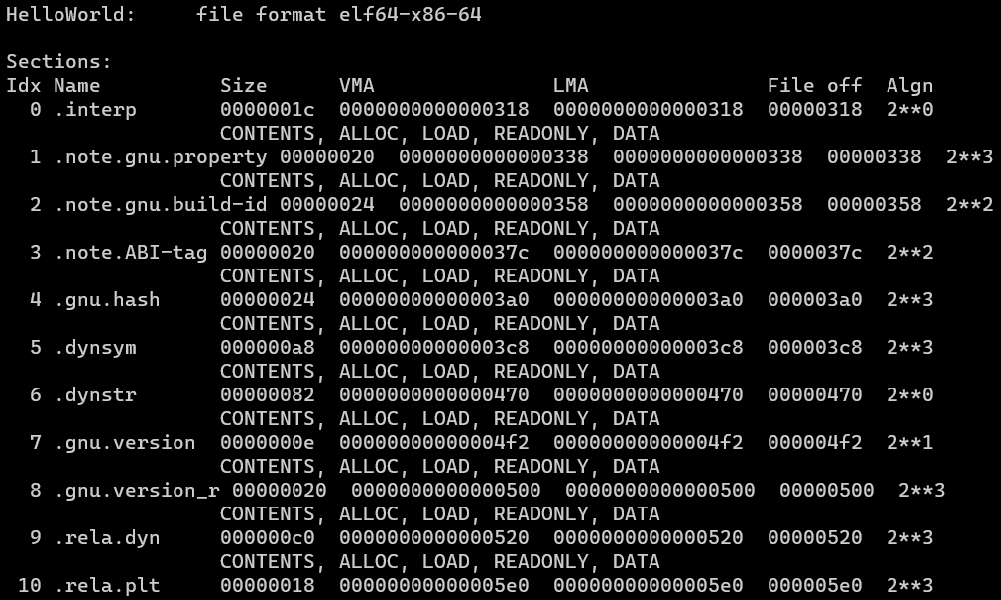 HelloWorld:     file format elf64-x86-64

Sections:
Idx Name          Size      VMA               LMA               File off  Algn
  0 .interp       0000001c  0000000000000318  0000000000000318  00000318  2**0
                  CONTENTS, ALLOC, LOAD, READONLY, DATA
  1 .note.gnu.property 00000020  0000000000000338  0000000000000338  00000338  2**3
                  CONTENTS, ALLOC, LOAD, READONLY, DATA
  2 .note.gnu.build-id 00000024  0000000000000358  0000000000000358  00000358  2**2
                  CONTENTS, ALLOC, LOAD, READONLY, DATA
  3 .note.ABI-tag 00000020  000000000000037c  000000000000037c  0000037c  2**2
                  CONTENTS, ALLOC, LOAD, READONLY, DATA
  4 .gnu.hash     00000024  00000000000003a0  00000000000003a0  000003a0  2**3
                  CONTENTS, ALLOC, LOAD, READONLY, DATA
  5 .dynsym       000000a8  00000000000003c8  00000000000003c8  000003c8  2**3
                  CONTENTS, ALLOC, LOAD, READONLY, DATA
  6 .dynstr       00000082  0000000000000470  0000000000000470  00000470  2**0
                  CONTENTS, ALLOC, LOAD, READONLY, DATA
  7 .gnu.version  0000000e  00000000000004f2  00000000000004f2  000004f2  2**1
                  CONTENTS, ALLOC, LOAD, READONLY, DATA
  8 .gnu.version_r 00000020  0000000000000500  0000000000000500  00000500  2**3
                  CONTENTS, ALLOC, LOAD, READONLY, DATA
  9 .rela.dyn     000000c0  0000000000000520  0000000000000520  00000520  2**3
                  CONTENTS, ALLOC, LOAD, READONLY, DATA
 10 .rela.plt     00000018  00000000000005e0  00000000000005e0  000005e0  2**3